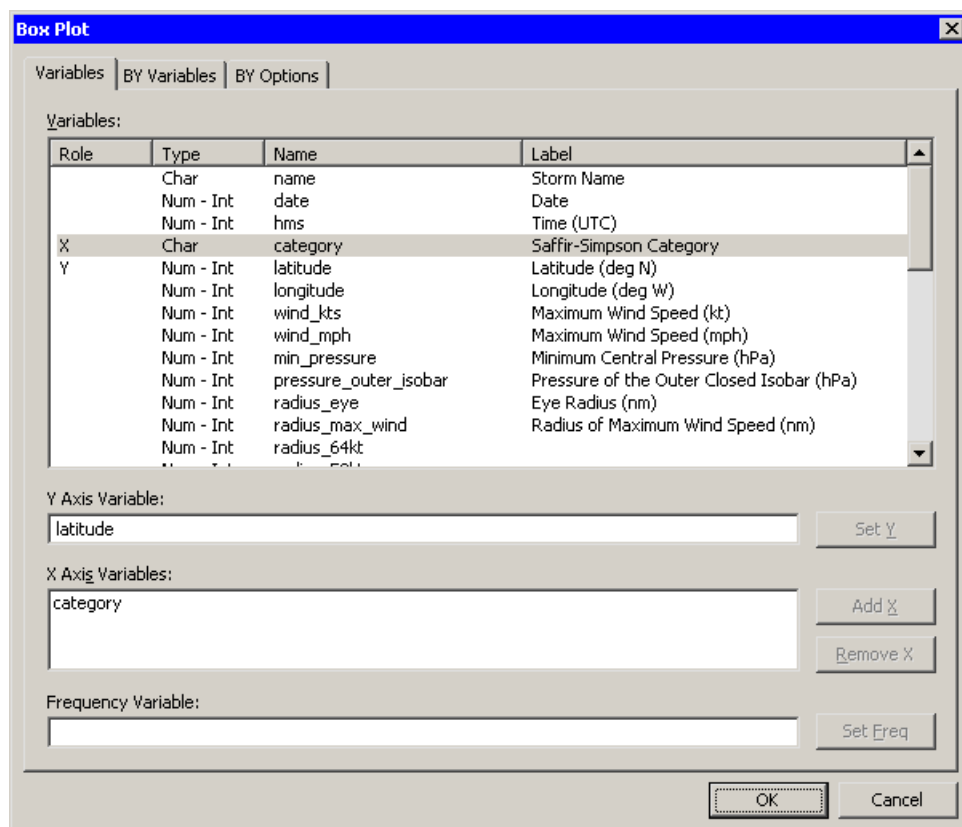 Box Plot
Variables BY Variables BY Options
Variables:
Role Type Name Label
Char name Storm Name
Num - Int date Date
Num - Int hms Time (UTC)
X Char category Saffir-Simpson Category
Y Num - Int latitude Latitude (deg N)
Num - Int longitude Longitude (deg W)
Num - Int wind_kts Maximum Wind Speed (kt)
Num - Int wind_mph Maximum Wind Speed (mph)
Num - Int min_pressure Minimum Central Pressure (hPa)
Num - Int pressure_outer_isobar Pressure of the Outer Closed Isobar (hPa)
Num - Int radius_eye Eye Radius (nm)
Num - Int radius_max_wind Radius of Maximum Wind Speed (nm)
Num - Int radius_64kt
Y Axis Variable:
latitude Set Y
X Axis Variables:
category Add X
Remove X
Frequency Variable:
Set Freq
OK Cancel